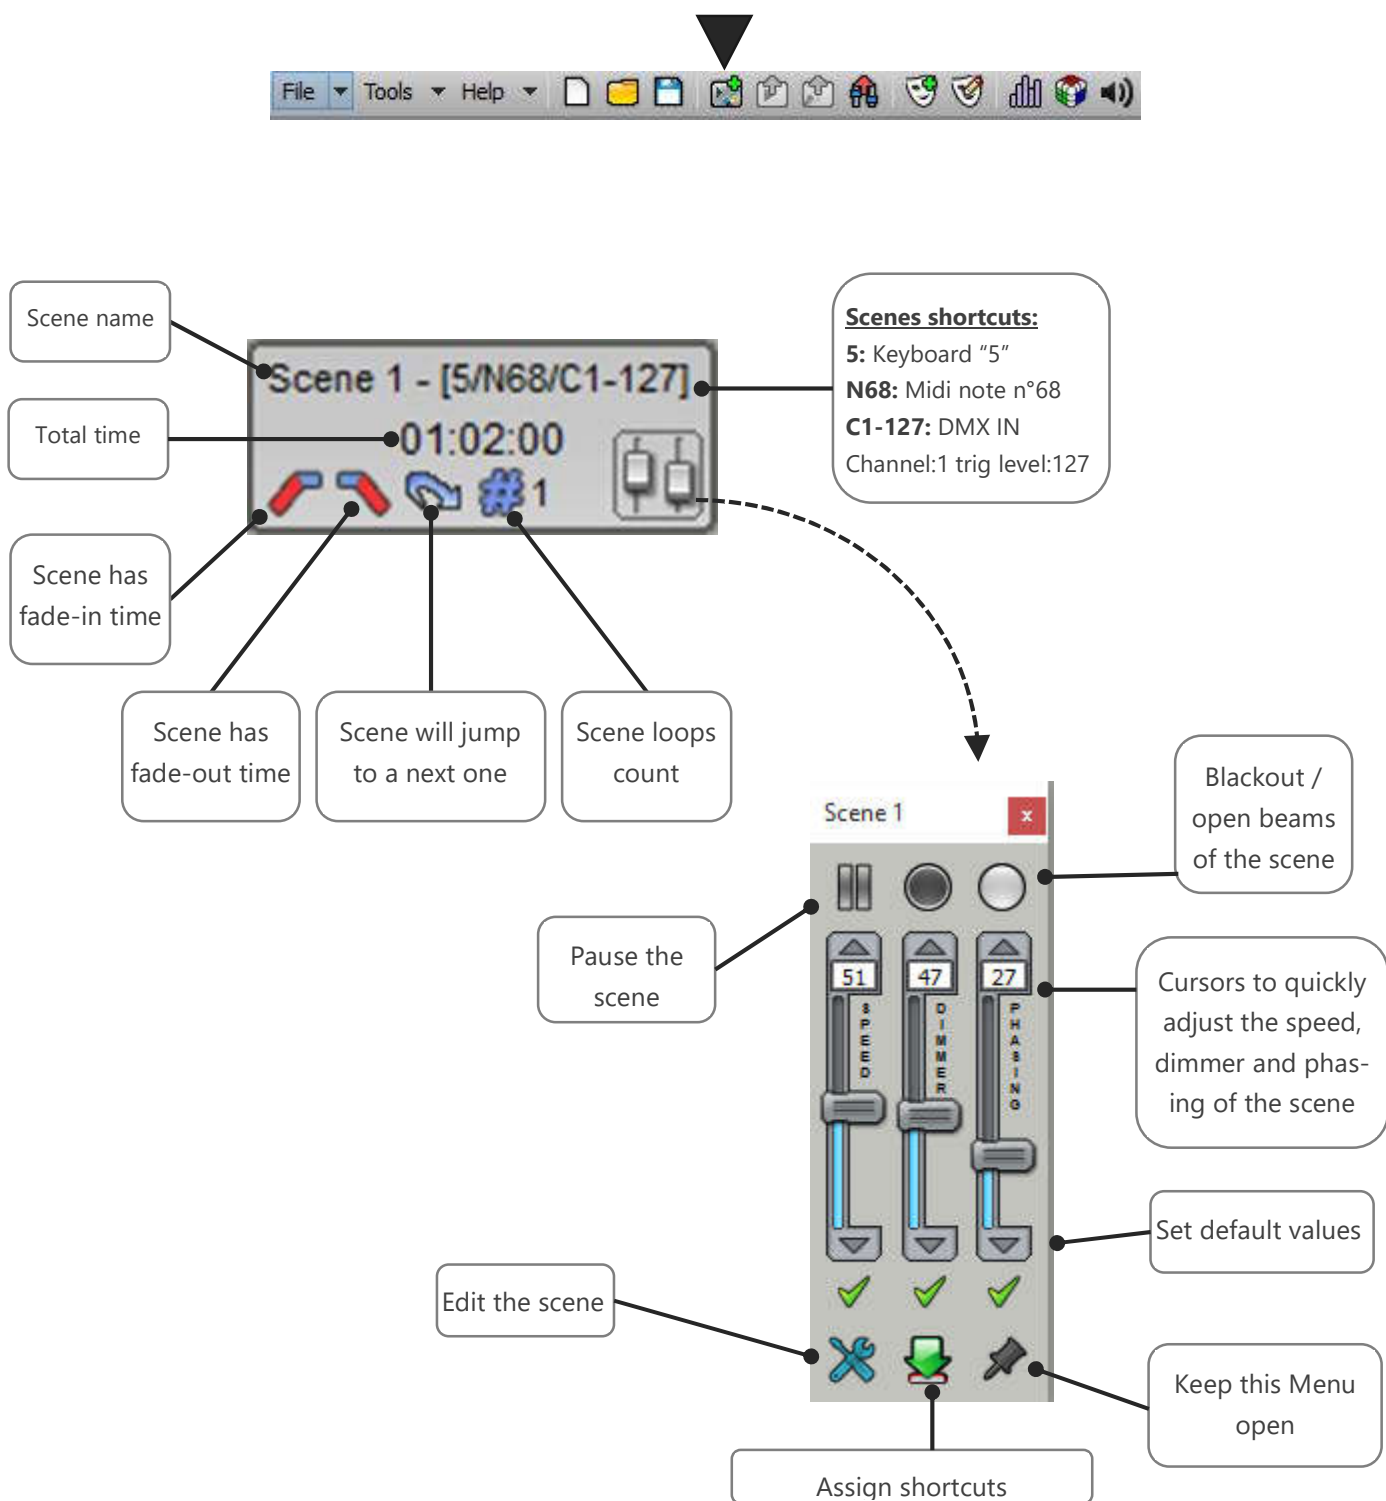 File Tools Help
Scene name
Scenes shortcuts:
5: Keyboard “5”
N68: Midi note n°68
C1-127: DMX IN
Channel:1 trig level:127
Scene 1 - [5/N68/C1-127]
Total time
01:02:00
1
Scene has
fade-in time
Scene has
fade-out time
Scene will jump
to a next one
Scene loops
count
Scene 1
x
Blackout /
open beams
of the scene
Pause the
scene
51 47 27
SPEED
DIMMER
PHASING
Cursors to quickly
adjust the speed,
dimmer and phas-
ing of the scene
Set default values
Edit the scene
Keep this Menu
open
Assign shortcuts